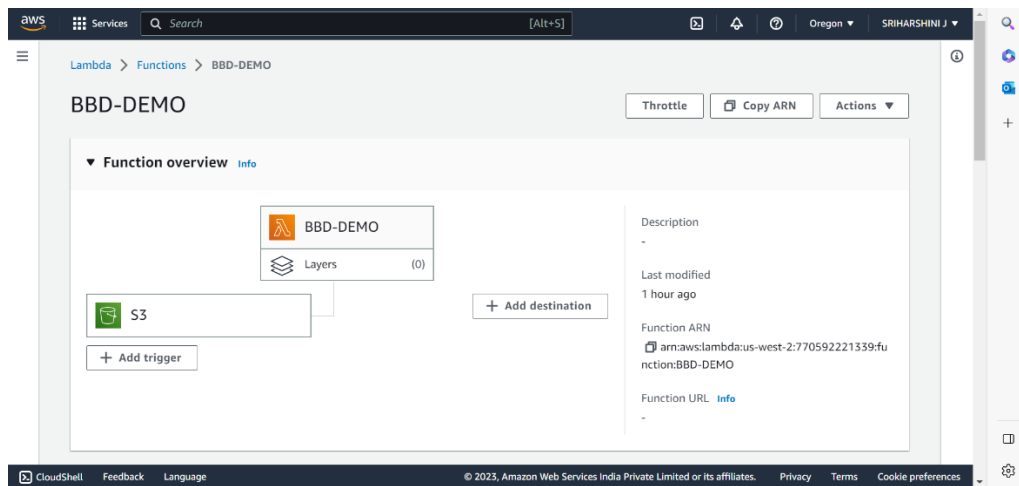 aws Services Search [Alt+S] Oregon ▼ SRIHARSHINI J ▼
Lambda > Functions > BBD-DEMO
BBD-DEMO
Throttle Copy ARN Actions ▼
▼ Function overview Info
BBD-DEMO
Layers (0)
S3
+ Add trigger
+ Add destination
Description
-
Last modified
1 hour ago
Function ARN
arn:aws:lambda:us-west-2:770592221339:fu
nction:BBD-DEMO
Function URL Info
-
CloudShell Feedback Language © 2023, Amazon Web Services India Private Limited or its affiliates. Privacy Terms Cookie preferences